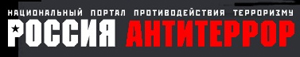 НАЦИОНАЛЬНЫЙ ПОРТАЛ ПРОТИВОДЕЙСТВИЯ ТЕРРОРИЗМУ
РОССИЯ АНТИТЕРРОР